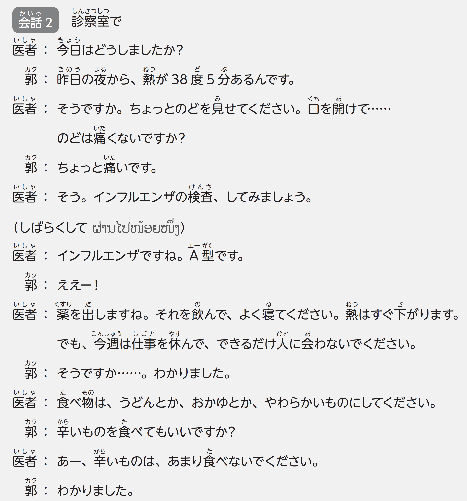 会話2 診察室で
医者：今日はどうしましたか？
郭：昨日の夜から、熱が38度5分あるんです。
医者：そうですか。ちょっとのどを見せてください。口を開けて……
のどは痛くないですか？
郭：ちょっと痛いです。
医者：そう。インフルエンザの検査、してみましょう。
（しばらくして ຜ່ານໄປໜ້ອຍໜຶ່ງ）
医者：インフルエンザですね。A型です。
郭：ええー！
医者：薬を出しますね。それを飲んで、よく寝てください。熱はすぐ下がります。
でも、今週は仕事を休んで、できるだけ人に会わないでください。
郭：そうですか……。わかりました。
医者：食べ物は、うどんとか、おかゆとか、やわらかいものにしてください。
郭：辛いものを食べてもいいですか？
医者：あー、辛いものは、あまり食べないでください。
郭：わかりました。